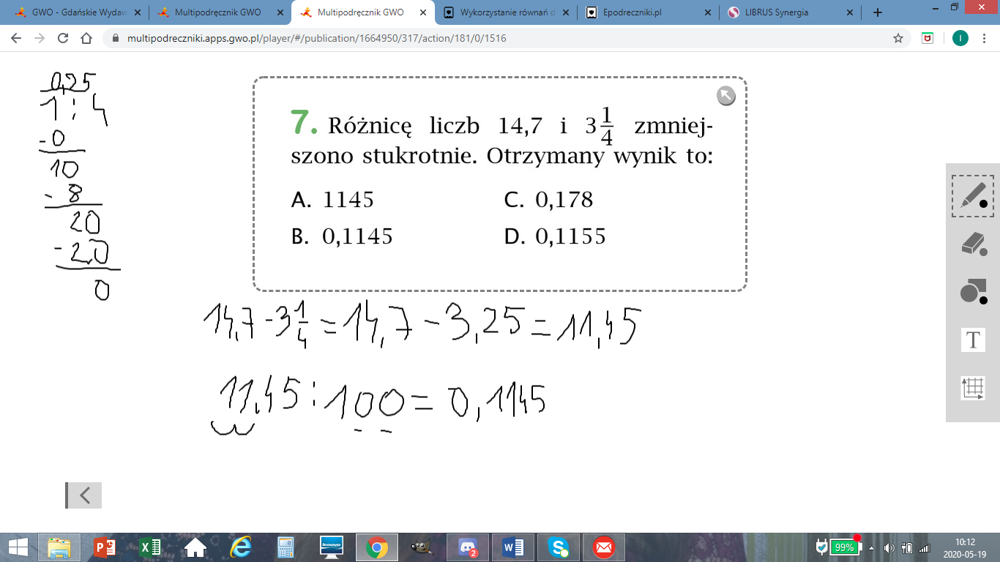 GWO - Gdańskie Wydaw
Multipodręcznik GWO
Multipodręcznik GWO
Wykorzystanie równań d
Epodreczniki.pl
LIBRUS Synergia
multipodreczniki.apps.gwo.pl/player/#/publication/1664950/317/action/181/0/1516
I
0,25
1 : 4
- 0
10
- 8
20
- 20
0
7. Różnicę liczb 14,7 i 3 1/4 zmniej-
szono stukrotnie. Otrzymany wynik to:
A. 1145
C. 0,178
B. 0,1145
D. 0,1155
14,7 - 3 1/4 = 14,7 - 3,25 = 11,45
11,45 : 100 = 0,1145
T
lenovo
2
99%
10:12
2020-05-19